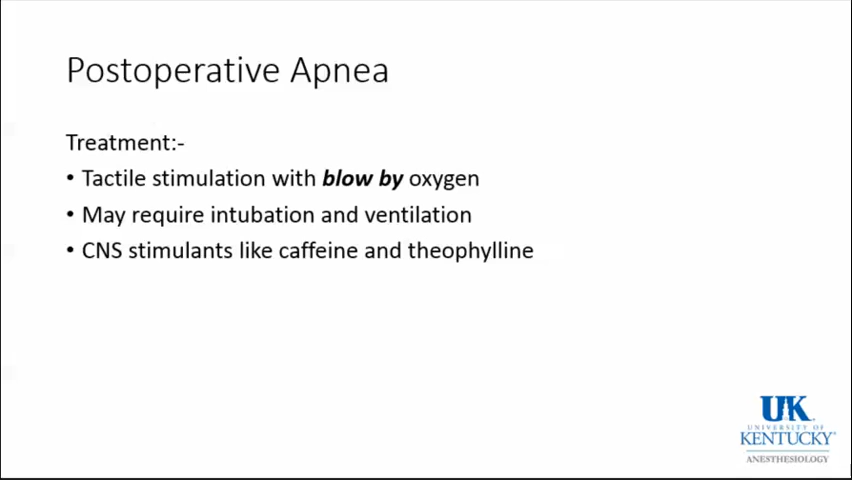 Postoperative Apnea
Treatment:-
• Tactile stimulation with blow by oxygen
• May require intubation and ventilation
• CNS stimulants like caffeine and theophylline
UK
UNIVERSITY OF
KENTUCKY
ANESTHESIOLOGY